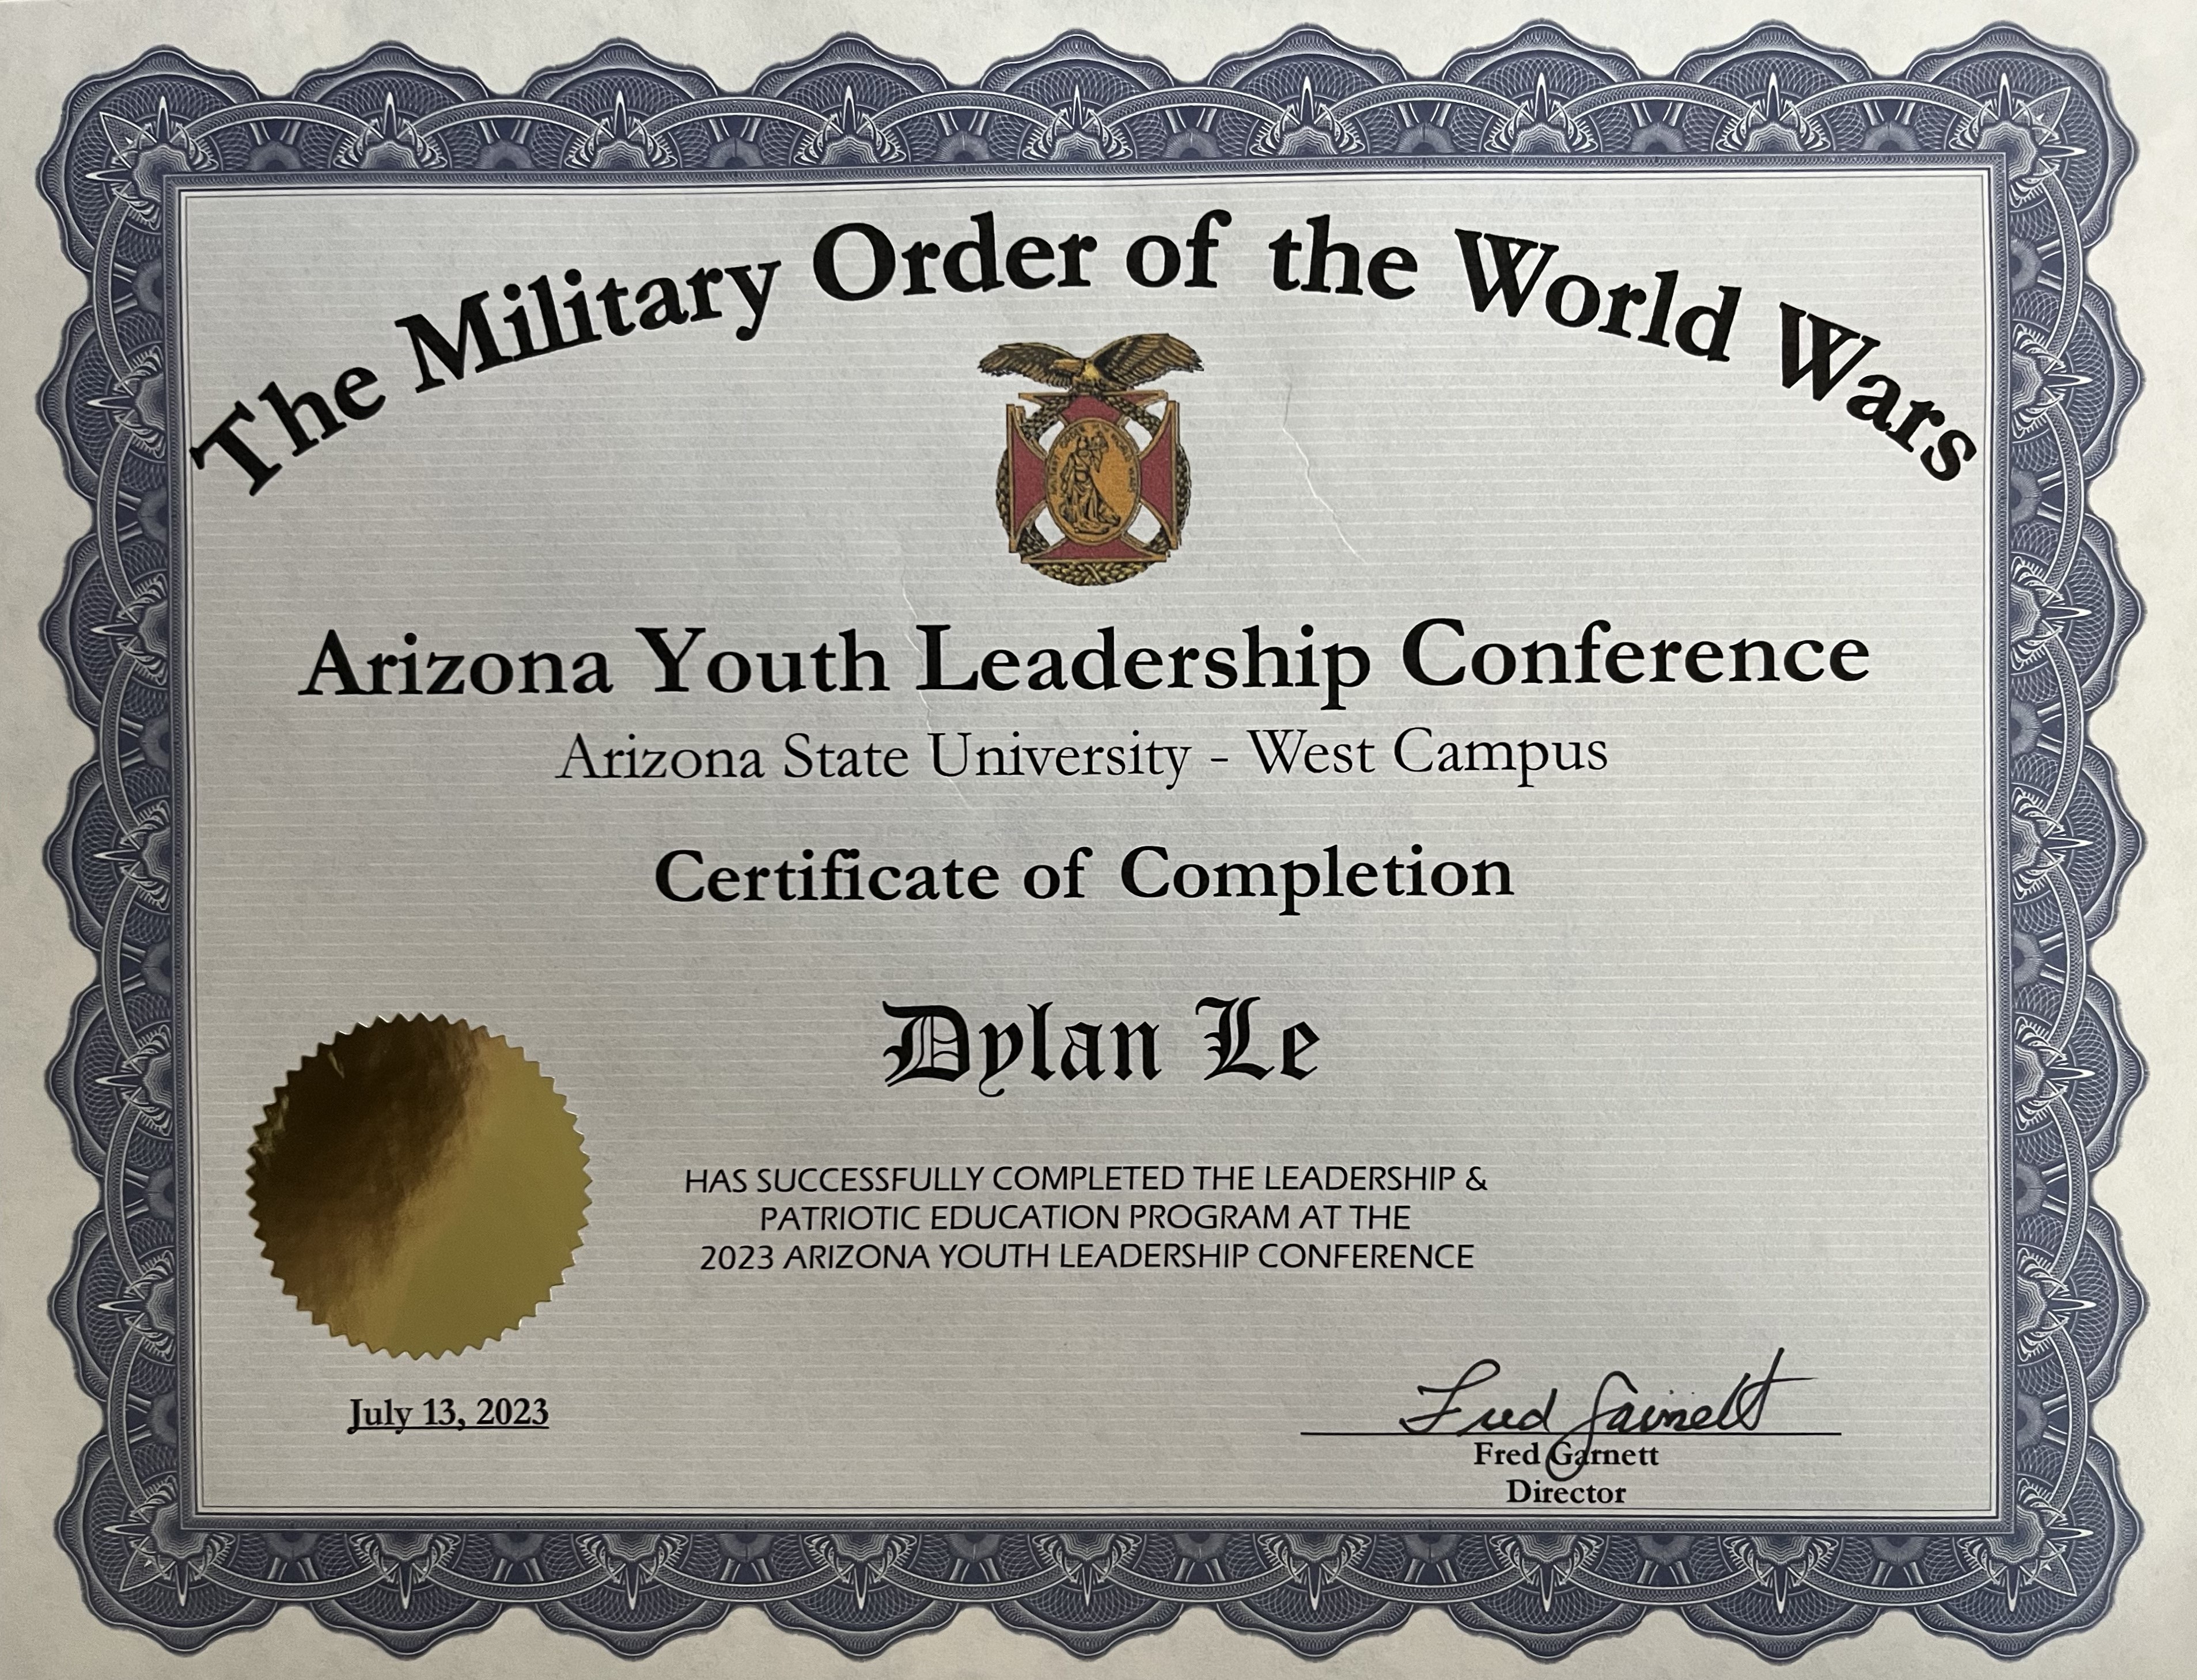 The Military Order of the World Wars
Arizona Youth Leadership Conference
Arizona State University - West Campus
Certificate of Completion
Dylan Le
HAS SUCCESSFULLY COMPLETED THE LEADERSHIP &
PATRIOTIC EDUCATION PROGRAM AT THE
2023 ARIZONA YOUTH LEADERSHIP CONFERENCE
July 13, 2023
Fred Garnett
Fred Garnett
Director